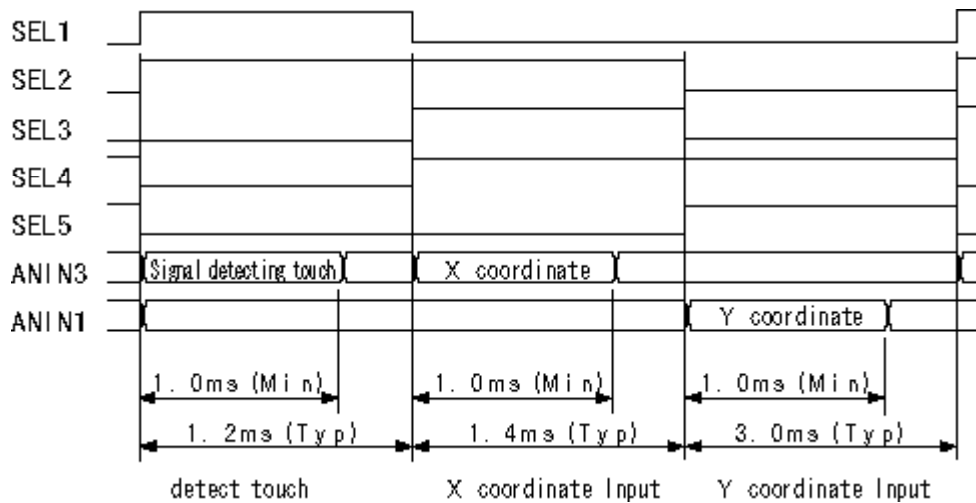 SEL1
SEL2
SEL3
SEL4
SEL5
ANIN3 Signal detecting touch X coordinate
ANIN1 Y coordinate
1. 0ms (Min) 1. 0ms (Min) 1. 0ms (Min)
1. 2ms (Typ) 1. 4ms (Typ) 3. 0ms (Typ)
detect touch X coordinate Input Y coordinate Input